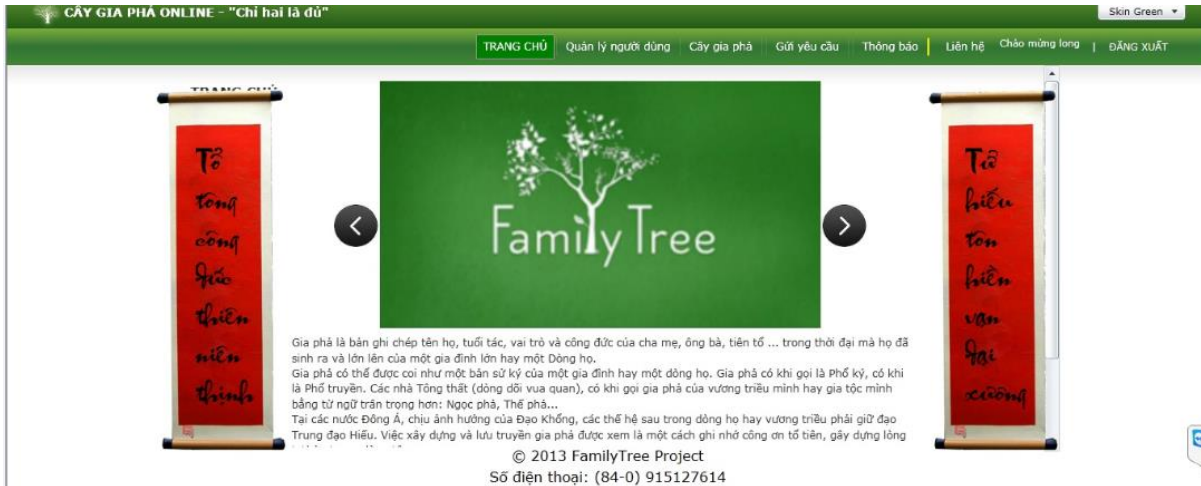 CÂY GIA PHẢ ONLINE - "Chỉ hai là đủ"
Skin Green
TRANG CHỦ Quản lý người dùng Cây gia phả Gửi yêu cầu Thông báo Liên hệ Chào mừng long | ĐĂNG XUẤT
TRANG CHỦ
Tổ
tông
công
đức
thiên
niên
thịnh
Family Tree
Tử
hiếu
tôn
hiền
vạn
đại
xương
Gia phả là bản ghi chép tên họ, tuổi tác, vai trò và công đức của cha mẹ, ông bà, tiên tổ ... trong thời đại mà họ đã
sinh ra và lớn lên của một gia đình lớn hay một Dòng họ.
Gia phả có thể được coi như một bản sử ký của một gia đình hay một dòng họ. Gia phả có khi gọi là Phổ ký, có khi
là Phổ truyền. Các nhà Tông thất (dòng dõi vua quan), có khi gọi gia phả của vương triều mình hay gia tộc mình
bằng từ ngữ trân trọng hơn: Ngọc phả, Thế phả...
Tại các nước Đông Á, chịu ảnh hưởng của Đạo Khổng, các thế hệ sau trong dòng họ hay vương triều phải giữ đạo
Trung đạo Hiếu. Việc xây dựng và lưu truyền gia phả được xem là một cách ghi nhớ công ơn tổ tiên, gây dựng lòng
© 2013 FamilyTree Project
Số điện thoại: (84-0) 915127614